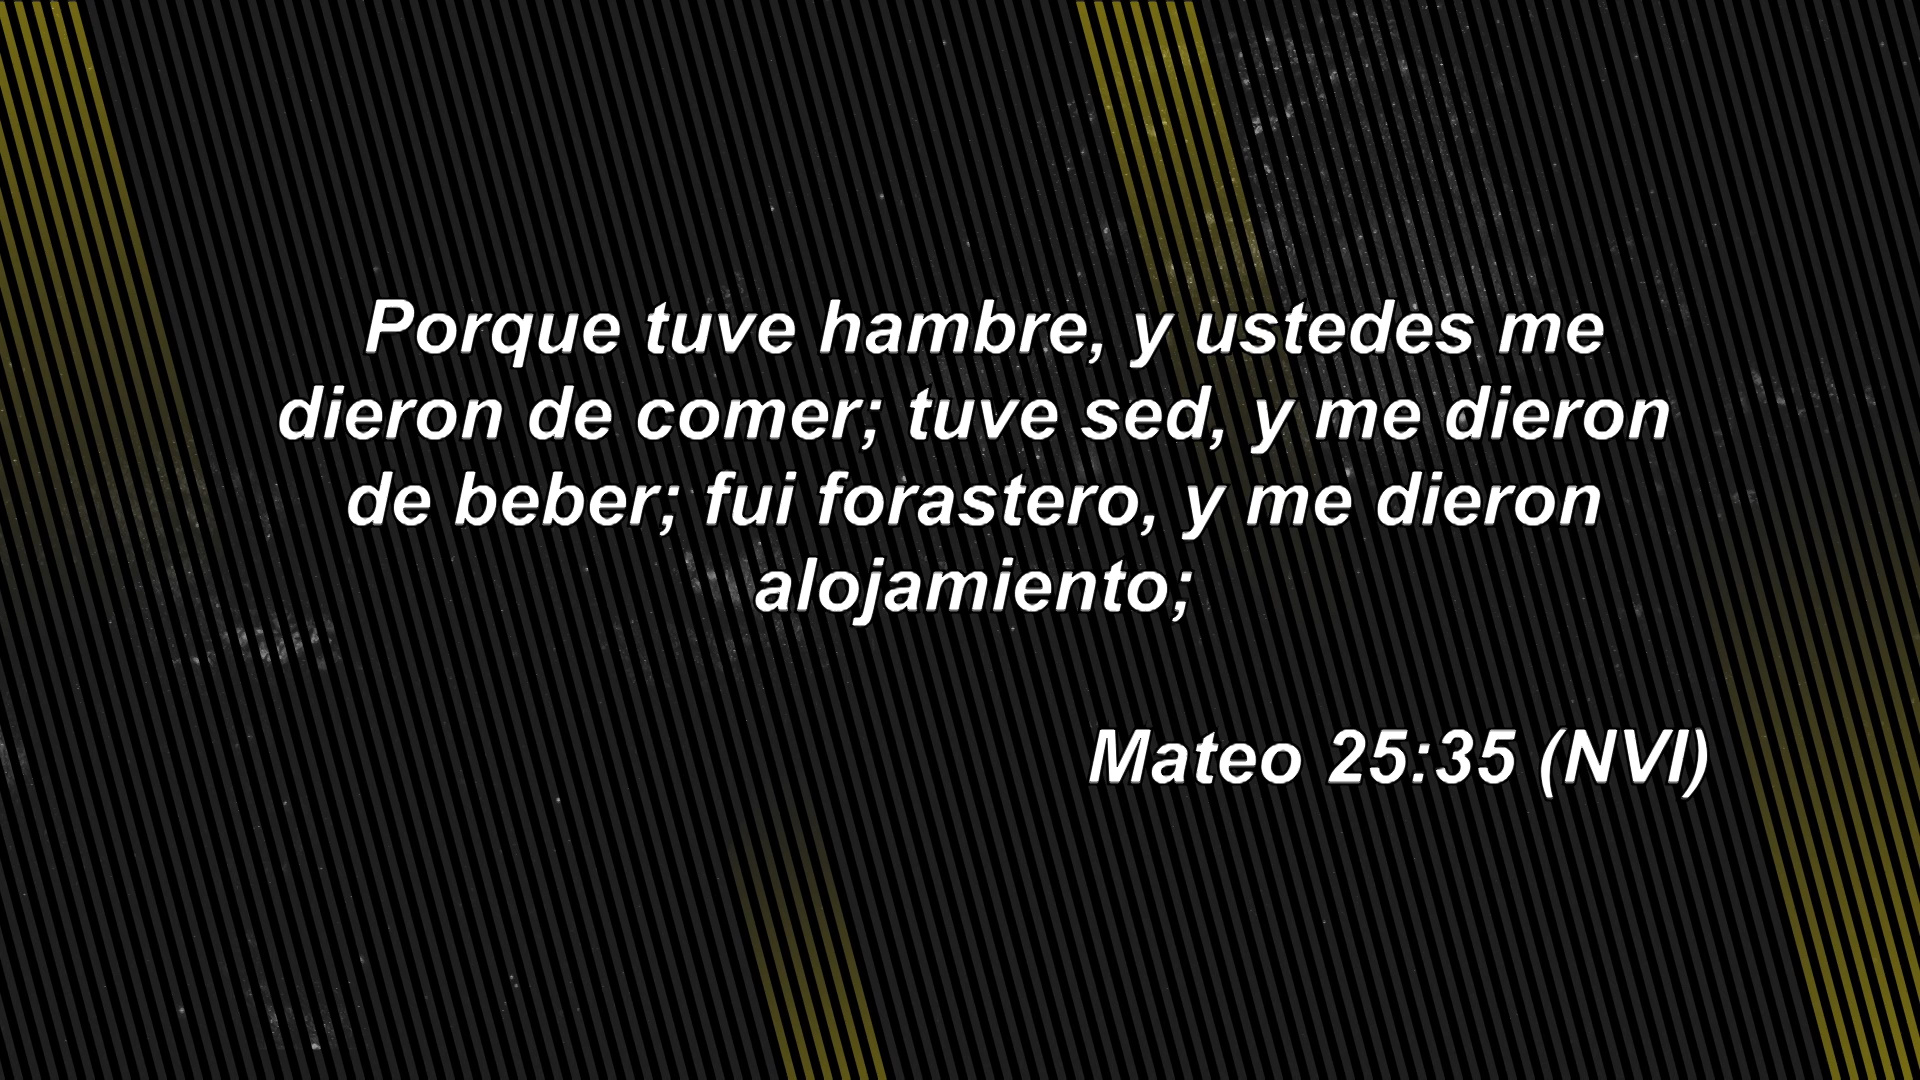 Porque tuve hambre, y ustedes me
dieron de comer; tuve sed, y me dieron
de beber; fui forastero, y me dieron
alojamiento;
Mateo 25:35 (NVI)